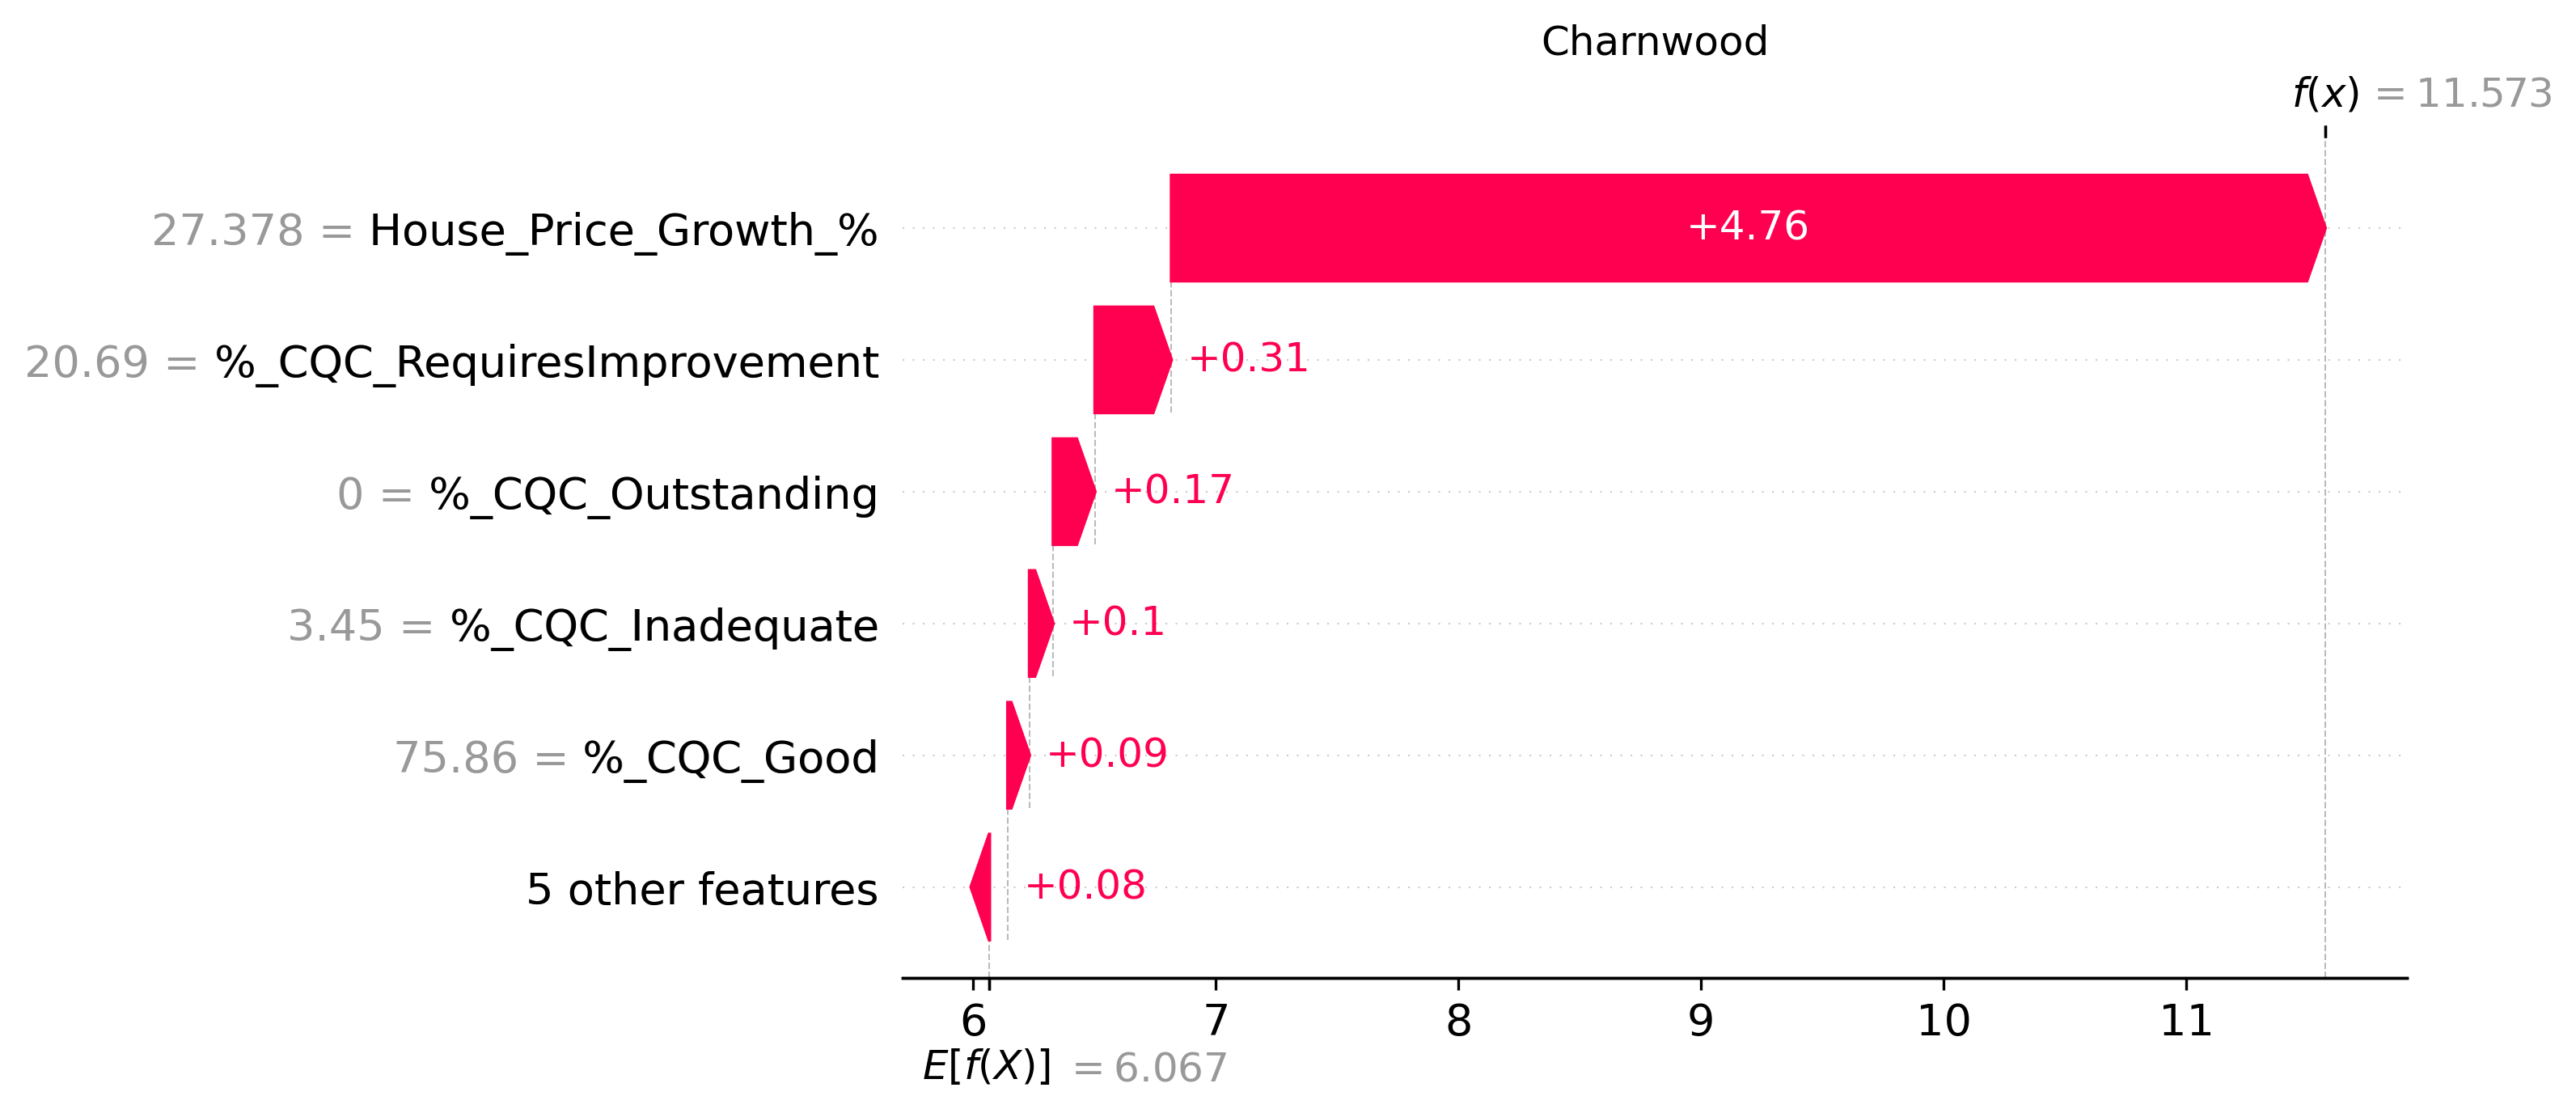 Charnwood
f(x) = 11.573
27.378 = House_Price_Growth_%
+4.76
20.69 = %_CQC_RequiresImprovement
+0.31
0 = %_CQC_Outstanding
+0.17
3.45 = %_CQC_Inadequate
+0.1
75.86 = %_CQC_Good
+0.09
5 other features
+0.08
6 7 8 9 10 11
E[f(X)] = 6.067